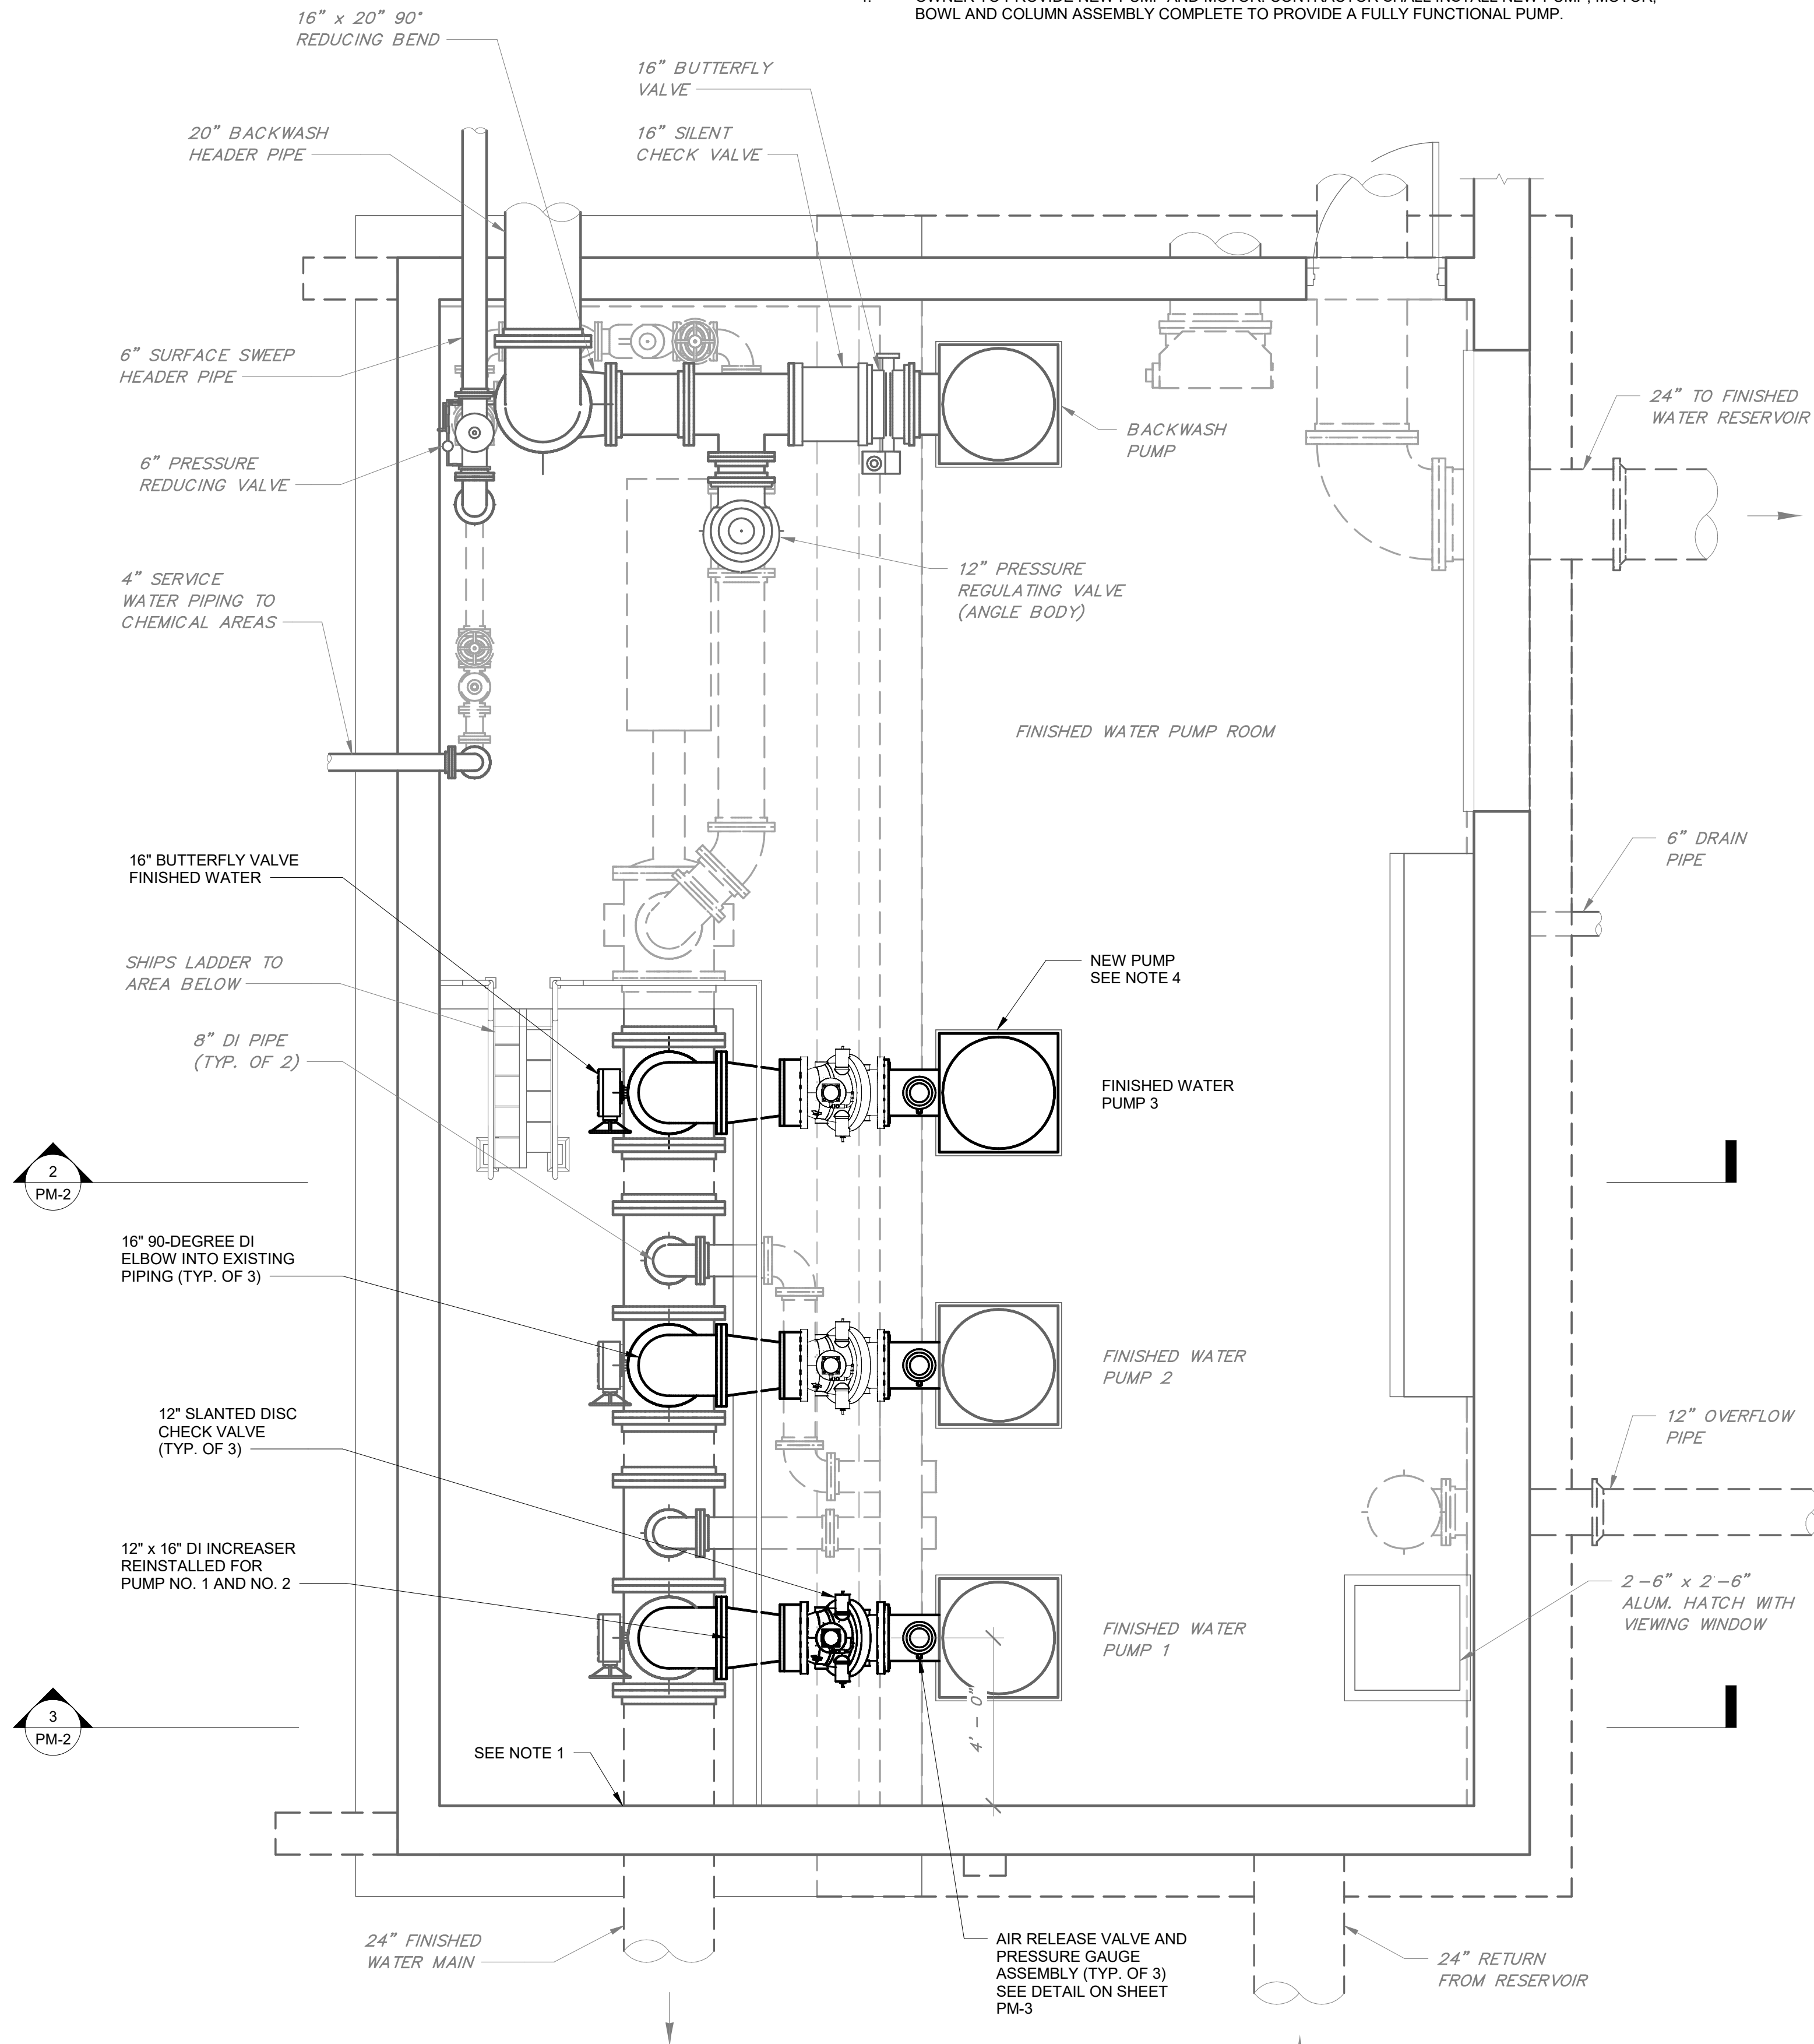 BOWL AND COLUMN ASSEMBLY COMPLETE TO PROVIDE A FULLY FUNCTIONAL PUMP.
16" x 20" 90°
REDUCING BEND
16" BUTTERFLY
VALVE
20" BACKWASH
HEADER PIPE
16" SILENT
CHECK VALVE
6" SURFACE SWEEP
HEADER PIPE
24" TO FINISHED
WATER RESERVOIR
BACKWASH
PUMP
6" PRESSURE
REDUCING VALVE
12" PRESSURE
REGULATING VALVE
(ANGLE BODY)
4" SERVICE
WATER PIPING TO
CHEMICAL AREAS
FINISHED WATER PUMP ROOM
6" DRAIN
PIPE
16" BUTTERFLY VALVE
FINISHED WATER
SHIPS LADDER TO
AREA BELOW
NEW PUMP
SEE NOTE 4
8" DI PIPE
(TYP. OF 2)
FINISHED WATER
PUMP 3
2
PM-2
16" 90-DEGREE DI
ELBOW INTO EXISTING
PIPING (TYP. OF 3)
FINISHED WATER
PUMP 2
12" SLANTED DISC
CHECK VALVE
(TYP. OF 3)
12" OVERFLOW
PIPE
12" x 16" DI INCREASER
REINSTALLED FOR
PUMP NO. 1 AND NO. 2
2-6" x 2-6"
ALUM. HATCH WITH
VIEWING WINDOW
FINISHED WATER
PUMP 1
4' - 0"
3
PM-2
SEE NOTE 1
24" FINISHED
WATER MAIN
AIR RELEASE VALVE AND
PRESSURE GAUGE
ASSEMBLY (TYP. OF 3)
SEE DETAIL ON SHEET
PM-3
24" RETURN
FROM RESERVOIR